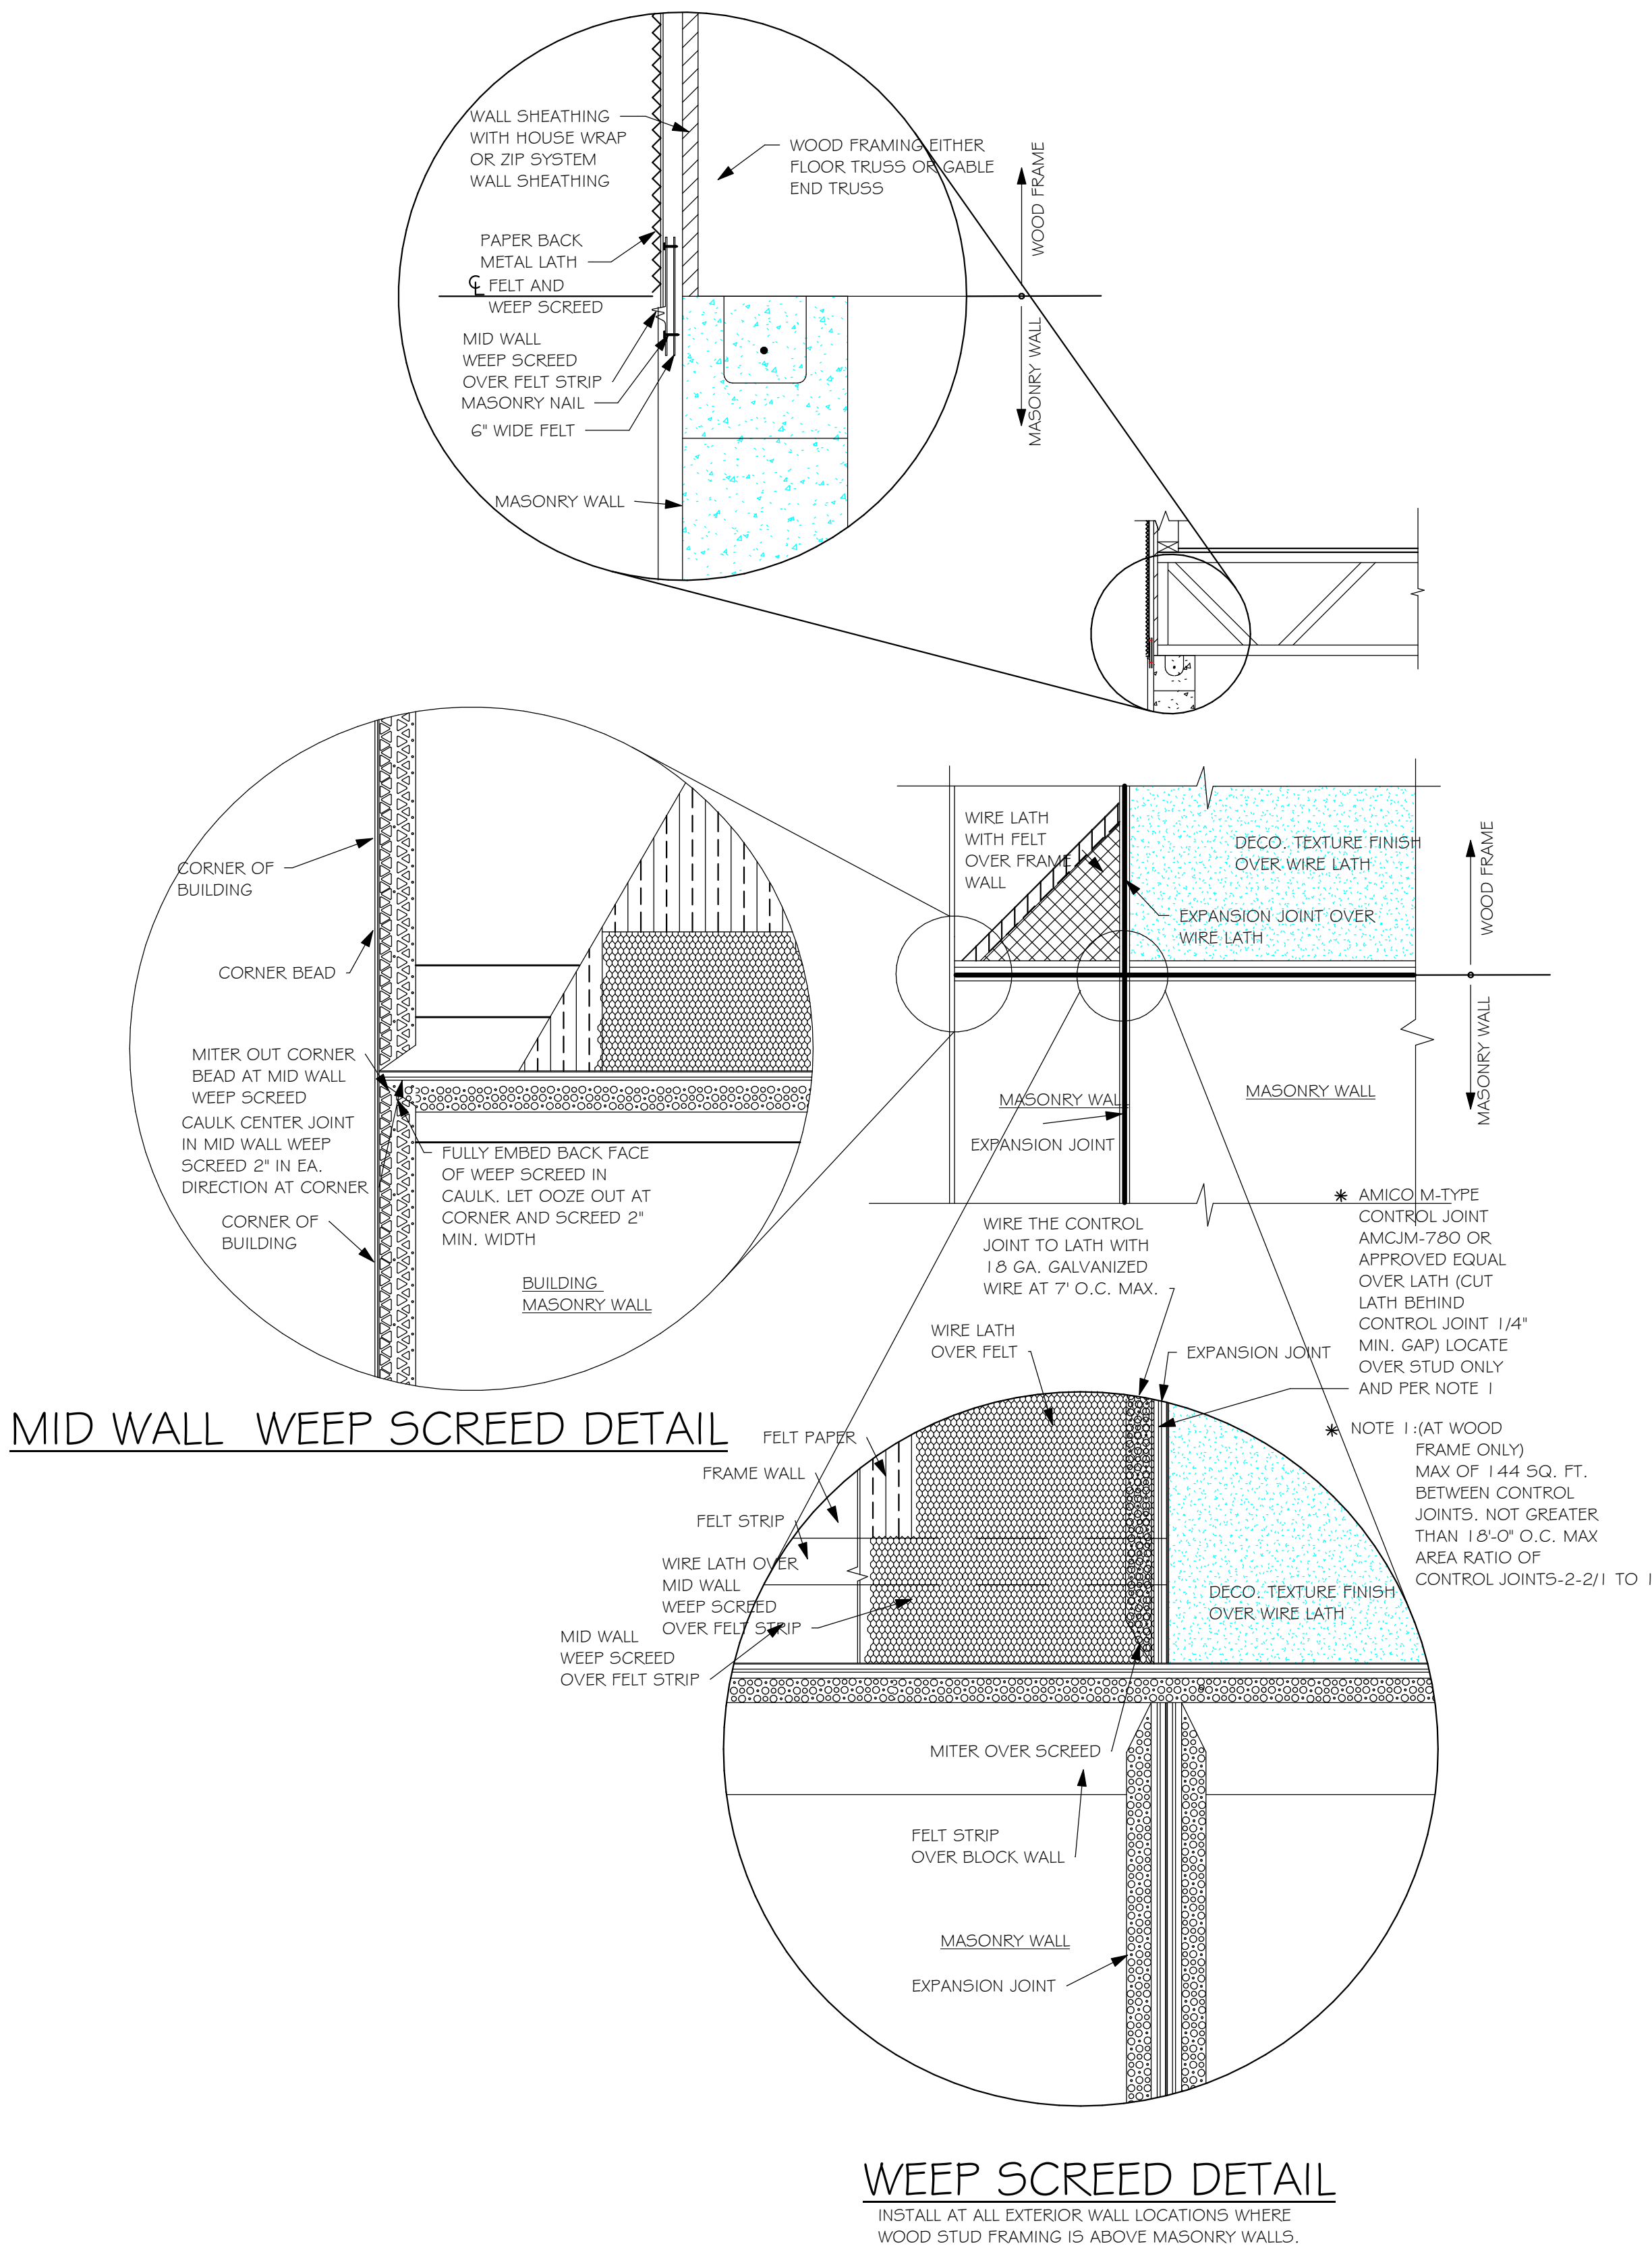 WALL SHEATHING
WITH HOUSE WRAP
OR ZIP SYSTEM
WALL SHEATHING
WOOD FRAMING EITHER
FLOOR TRUSS OR GABLE
END TRUSS
PAPER BACK
METAL LATH
℄ FELT AND
WEEP SCREED
MID WALL
WEEP SCREED
OVER FELT STRIP
MASONRY NAIL
6" WIDE FELT
MASONRY WALL
WOOD FRAME
MASONRY WALL
CORNER OF
BUILDING
CORNER BEAD
MITER OUT CORNER
BEAD AT MID WALL
WEEP SCREED
CAULK CENTER JOINT
IN MID WALL WEEP
SCREED 2" IN EA.
DIRECTION AT CORNER
CORNER OF
BUILDING
FULLY EMBED BACK FACE
OF WEEP SCREED IN
CAULK. LET OOZE OUT AT
CORNER AND SCREED 2"
MIN. WIDTH
BUILDING
MASONRY WALL
MID WALL WEEP SCREED DETAIL
WIRE LATH
WITH FELT
OVER FRAME
WALL
DECO. TEXTURE FINISH
OVER WIRE LATH
EXPANSION JOINT OVER
WIRE LATH
WOOD FRAME
MASONRY WALL
MASONRY WALL
EXPANSION JOINT
MASONRY WALL
WIRE THE CONTROL
JOINT TO LATH WITH
18 GA. GALVANIZED
WIRE AT 7' O.C. MAX.
WIRE LATH
OVER FELT
EXPANSION JOINT
* AMICO M-TYPE
CONTROL JOINT
AMCJM-780 OR
APPROVED EQUAL
OVER LATH (CUT
LATH BEHIND
CONTROL JOINT 1/4"
MIN. GAP) LOCATE
OVER STUD ONLY
AND PER NOTE 1
* NOTE 1:(AT WOOD
FRAME ONLY)
MAX OF 144 SQ. FT.
BETWEEN CONTROL
JOINTS. NOT GREATER
THAN 18'-0" O.C. MAX
AREA RATIO OF
CONTROL JOINTS-2-2/1 TO 1
FELT PAPER
FRAME WALL
FELT STRIP
WIRE LATH OVER
MID WALL
WEEP SCREED
OVER FELT STRIP
MID WALL
WEEP SCREED
OVER FELT STRIP
DECO. TEXTURE FINISH
OVER WIRE LATH
MITER OVER SCREED
FELT STRIP
OVER BLOCK WALL
MASONRY WALL
EXPANSION JOINT
WEEP SCREED DETAIL
INSTALL AT ALL EXTERIOR WALL LOCATIONS WHERE
WOOD STUD FRAMING IS ABOVE MASONRY WALLS.